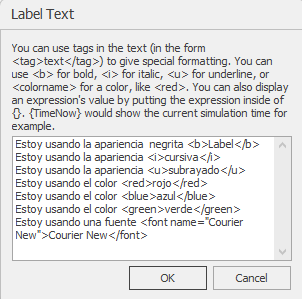 Label Text
You can use tags in the text (in the form
<tag>text</tag>) to give special formatting. You can
use <b> for bold, <i> for italic, <u> for underline, or
<colorname> for a color, like <red>. You can also display
an expression's value by putting the expression inside of
{}. {TimeNow} would show the current simulation time for
example.
Estoy usando la apariencia  negrita <b>Label</b>
Estoy usando la apariencia <i>cursiva</i>
Estoy usando la apariencia <u>subrayado</u>
Estoy usando el color <red>rojo</red>
Estoy usando el color <blue>azul</blue>
Estoy usando el color <green>verde</green>
Estoy usando una fuente <font name="Courier
New">Courier New</font>
OK
Cancel